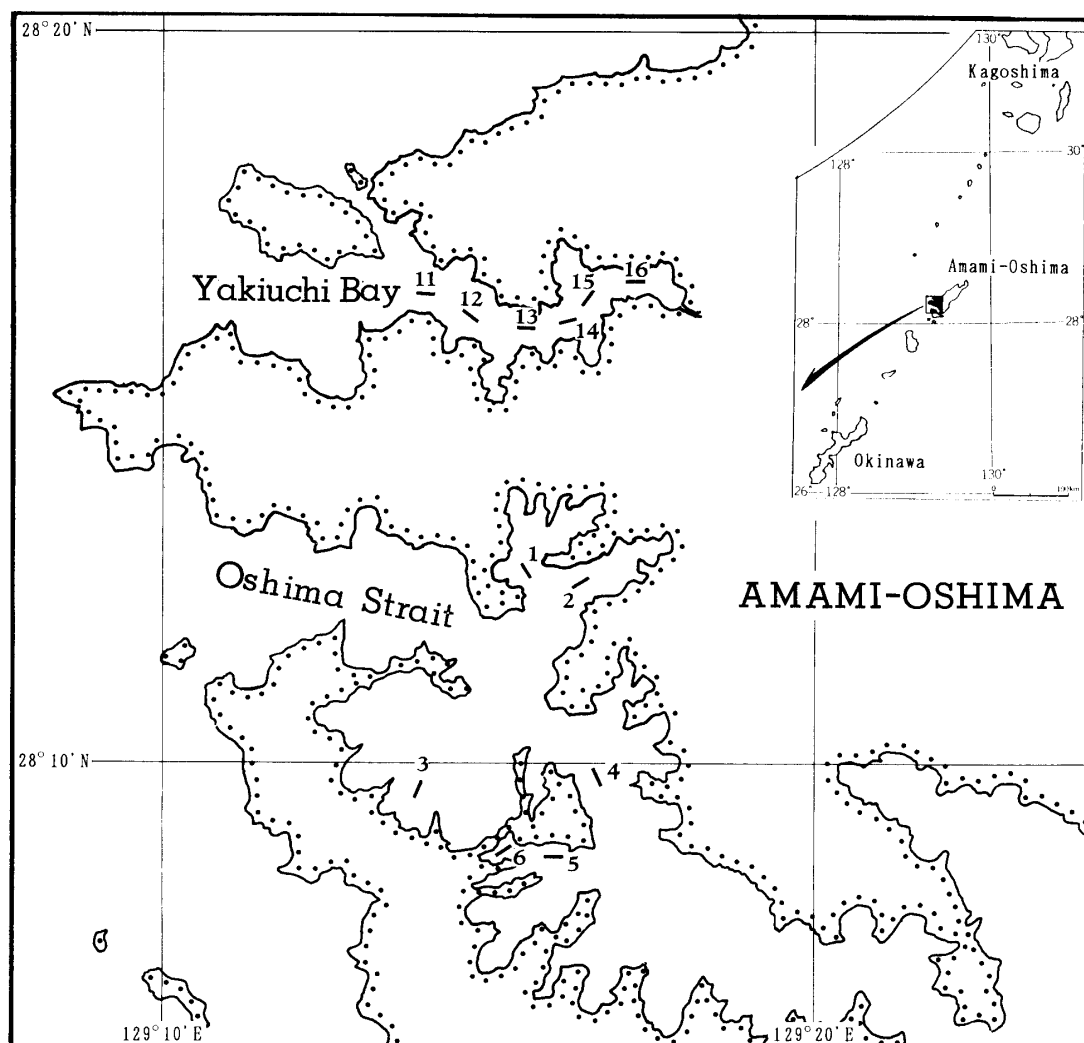 28°20'N
130°
Kagoshima
128°
30°
Amami-Oshima
28°
28°
Okinawa
130°
26°
128°
0
100km
Yakiuchi Bay
11
12
13
14
15
16
1
2
Oshima Strait
AMAMI-OSHIMA
28°10'N
3
4
6
5
129°10'E
129°20'E